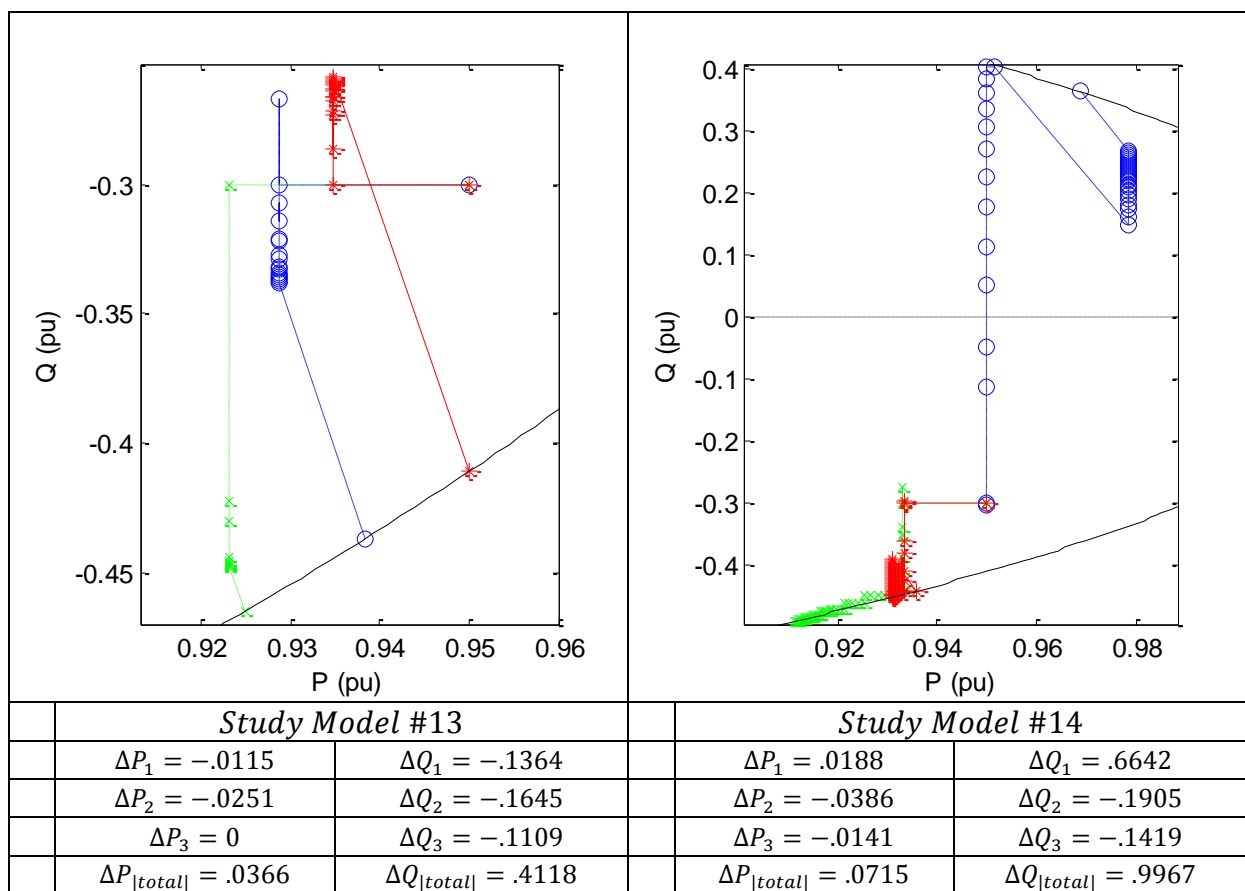 -0.3
-0.35
-0.4
-0.45
Q (pu)
0.92 0.93 0.94 0.95 0.96
P (pu)
0.4
0.3
0.2
0.1
0
-0.1
-0.2
-0.3
-0.4
Q (pu)
0.92 0.94 0.96 0.98
P (pu)
Study Model #13 Study Model #14
ΔP₁ = −.0115 ΔQ₁ = −.1364 ΔP₁ = .0188 ΔQ₁ = .6642
ΔP₂ = −.0251 ΔQ₂ = −.1645 ΔP₂ = −.0386 ΔQ₂ = −.1905
ΔP₃ = 0 ΔQ₃ = −.1109 ΔP₃ = −.0141 ΔQ₃ = −.1419
ΔP|total| = .0366 ΔQ|total| = .4118 ΔP|total| = .0715 ΔQ|total| = .9967